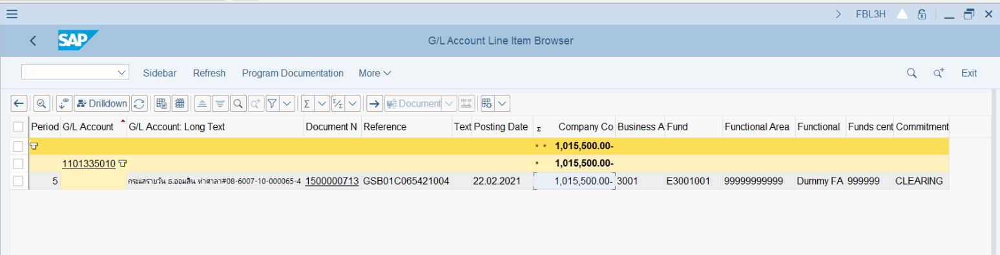 FBL3H
SAP
G/L Account Line Item Browser
Sidebar Refresh Program Documentation More Exit
Drilldown Σ Σ/Σ Document
Period G/L Account G/L Account: Long Text Document N Reference Text Posting Date Σ Company Co Business A Fund Functional Area Functional Funds cent Commitment
1,015,500.00-
1101335010 1,015,500.00-
5 กระแสรายวัน ธ.ออมสิน ท่าศาลา#08-6007-10-000065-4 1500000713 GSB01C065421004 22.02.2021 1,015,500.00- 3001 E3001001 99999999999 Dummy FA 999999 CLEARING